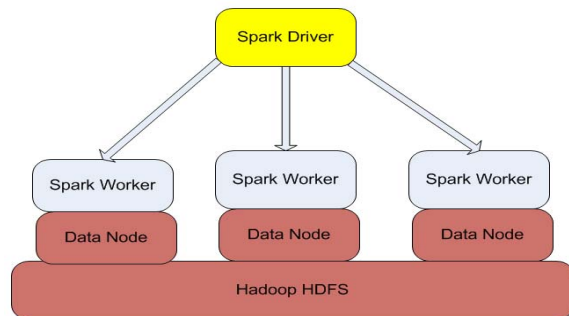 Spark Driver
Spark Worker
Spark Worker
Spark Worker
Data Node
Data Node
Data Node
Hadoop HDFS